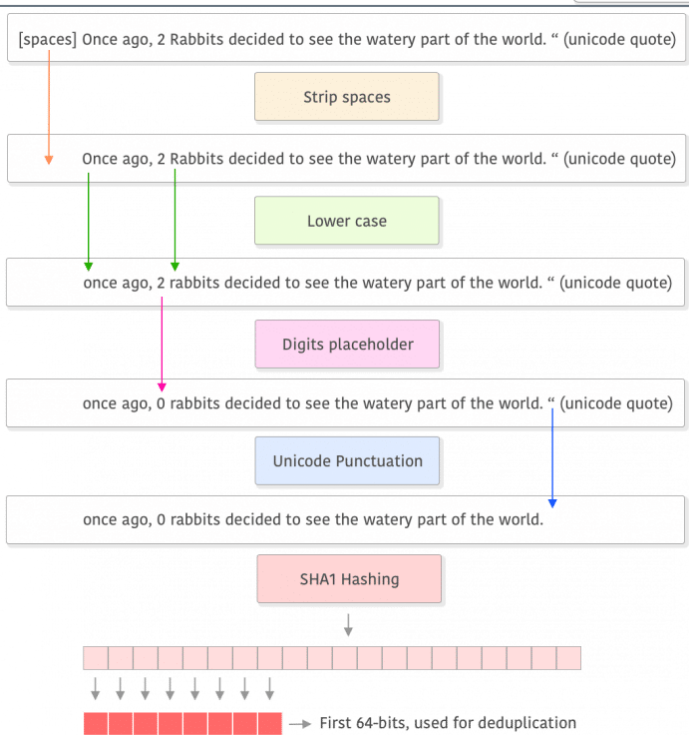 [spaces] Once ago, 2 Rabbits decided to see the watery part of the world. “ (unicode quote)
Strip spaces
Once ago, 2 Rabbits decided to see the watery part of the world. “ (unicode quote)
Lower case
once ago, 2 rabbits decided to see the watery part of the world. “ (unicode quote)
Digits placeholder
once ago, 0 rabbits decided to see the watery part of the world. “ (unicode quote)
Unicode Punctuation
once ago, 0 rabbits decided to see the watery part of the world.
SHA1 Hashing
First 64-bits, used for deduplication